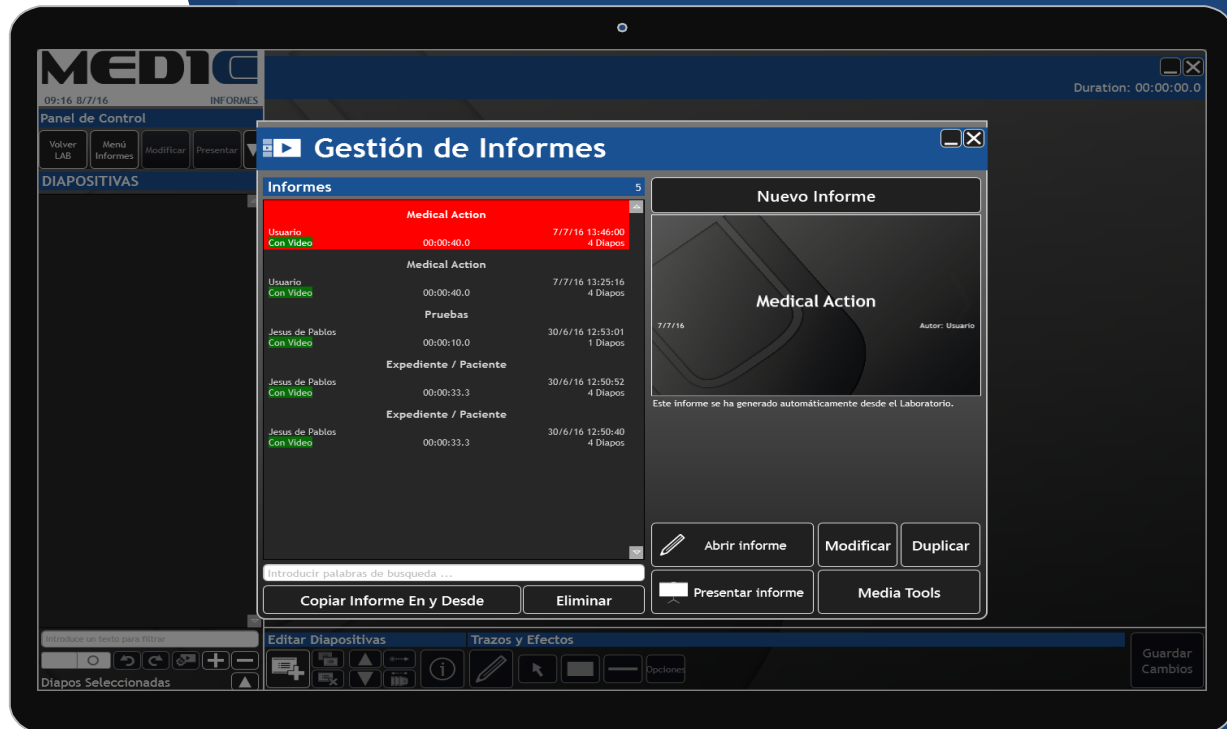 MEDIC
09:16 8/7/16 INFORMES
Duration: 00:00:00.0
Panel de Control
Volver LAB
Menú Informes
Modificar
Presentar
DIAPOSITIVAS
Gestión de Informes
Informes 5
Medical Action
Usuario 7/7/16 13:46:00
Con Video 00:00:40.0 4 Diapos
Medical Action
Usuario 7/7/16 13:25:16
Con Video 00:00:40.0 4 Diapos
Pruebas
Jesus de Pablos 30/6/16 12:53:01
Con Video 00:00:10.0 1 Diapos
Expediente / Paciente
Jesus de Pablos 30/6/16 12:50:52
Con Video 00:00:33.3 4 Diapos
Expediente / Paciente
Jesus de Pablos 30/6/16 12:50:40
Con Video 00:00:33.3 4 Diapos
Introducir palabras de busqueda ...
Copiar Informe En y Desde
Eliminar
Nuevo Informe
Medical Action
7/7/16 Autor: Usuario
Este informe se ha generado automáticamente desde el Laboratorio.
Abrir informe
Modificar
Duplicar
Presentar informe
Media Tools
Introduce un texto para filtrar
Diapos Seleccionadas
Editar Diapositivas
Trazos y Efectos
Opciones
Guardar
Cambios